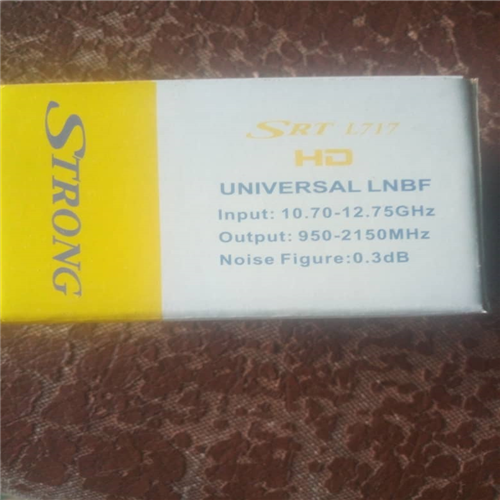 STRONG
SRT L717
HD
UNIVERSAL LNBF
Input: 10.70-12.75GHz
Output: 950-2150MHz
Noise Figure:0.3dB